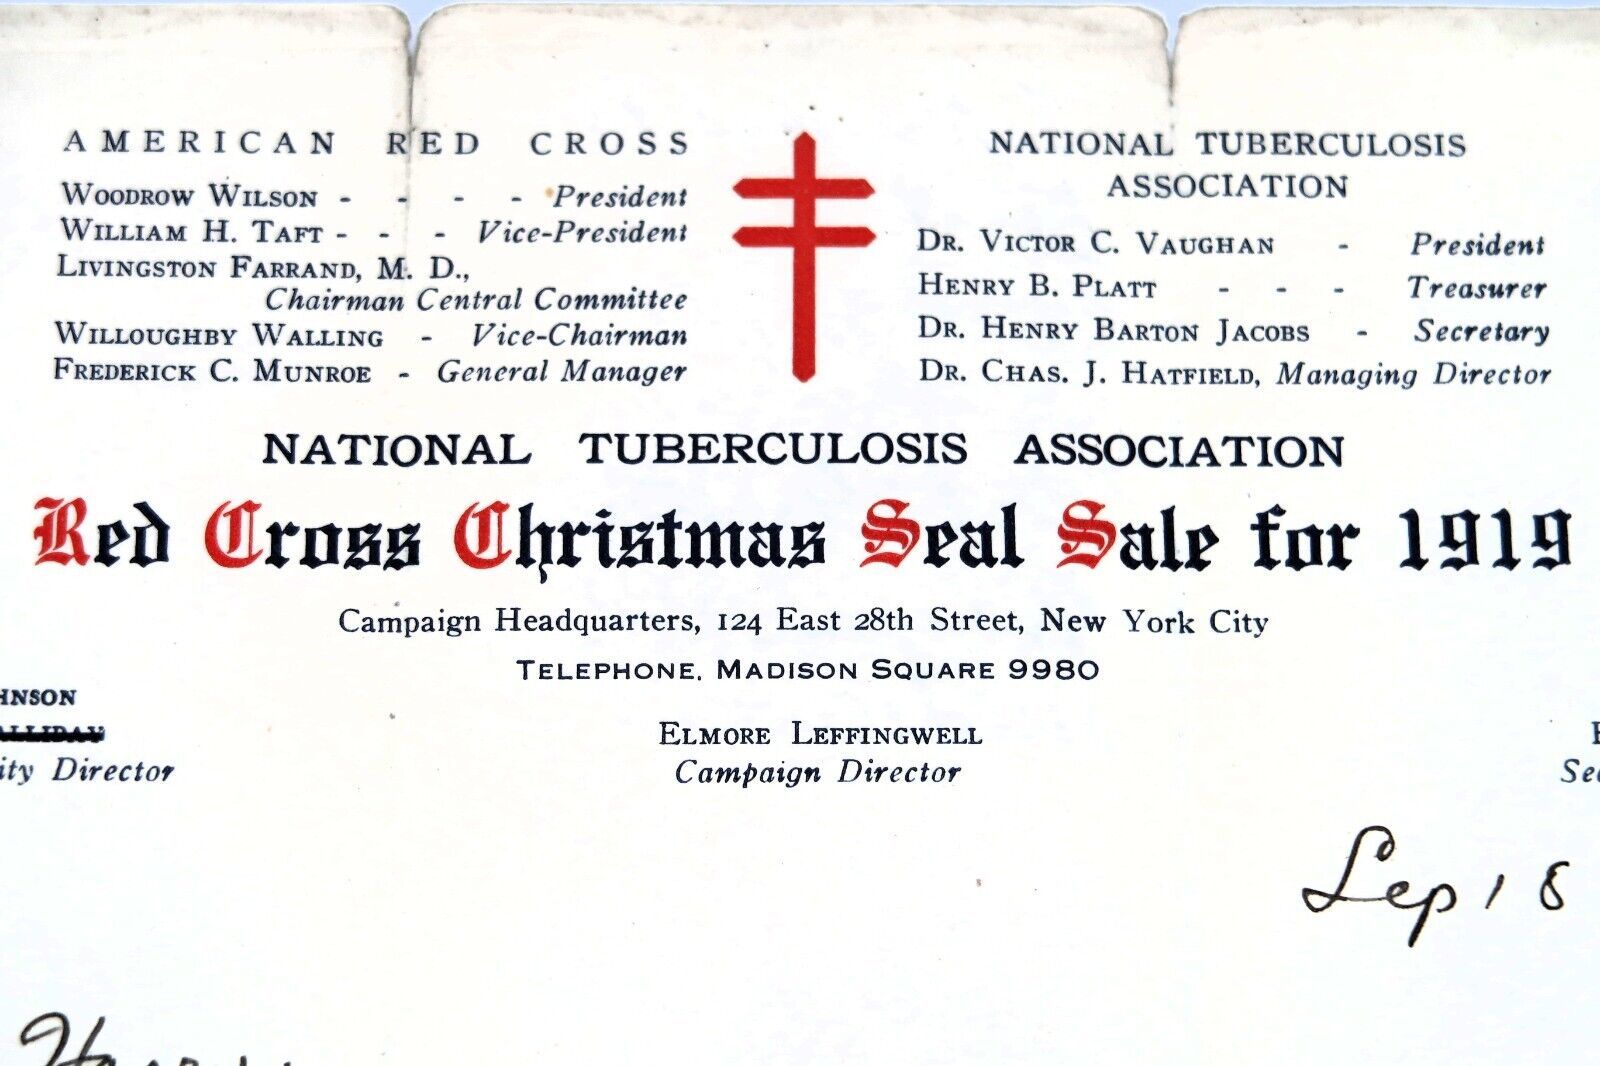 AMERICAN RED CROSS
WOODROW WILSON - - - - President
WILLIAM H. TAFT - - - Vice-President
LIVINGSTON FARRAND, M. D.,
Chairman Central Committee
WILLOUGHBY WALLING - Vice-Chairman
FREDERICK C. MUNROE - General Manager
NATIONAL TUBERCULOSIS
ASSOCIATION
DR. VICTOR C. VAUGHAN - President
HENRY B. PLATT - - - Treasurer
DR. HENRY BARTON JACOBS - Secretary
DR. CHAS. J. HATFIELD, Managing Director
NATIONAL TUBERCULOSIS ASSOCIATION
Red Cross Christmas Seal Sale for 1919
Campaign Headquarters, 124 East 28th Street, New York City
TELEPHONE, MADISON SQUARE 9980
HNSON
ALLIDAY
ity Director
ELMORE LEFFINGWELL
Campaign Director
Sec
Sep 18